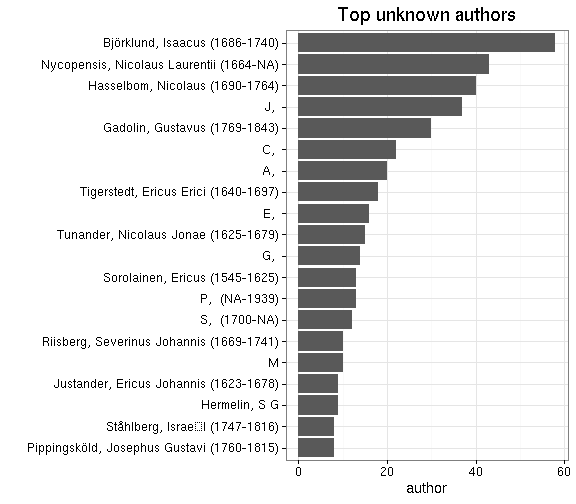 Top unknown authors
Björklund, Isaacus (1686-1740)
Nycopensis, Nicolaus Laurentii (1664-NA)
Hasselbom, Nicolaus (1690-1764)
J,
Gadolin, Gustavus (1769-1843)
C,
A,
Tigerstedt, Ericus Erici (1640-1697)
E,
Tunander, Nicolaus Jonae (1625-1679)
G,
Sorolainen, Ericus (1545-1625)
P,  (NA-1939)
S,  (1700-NA)
Riisberg, Severinus Johannis (1669-1741)
M
Justander, Ericus Johannis (1623-1678)
Hermelin, S G
Ståhlberg, Israe□l (1747-1816)
Pippingsköld, Josephus Gustavi (1760-1815)
0 20 40 60
author